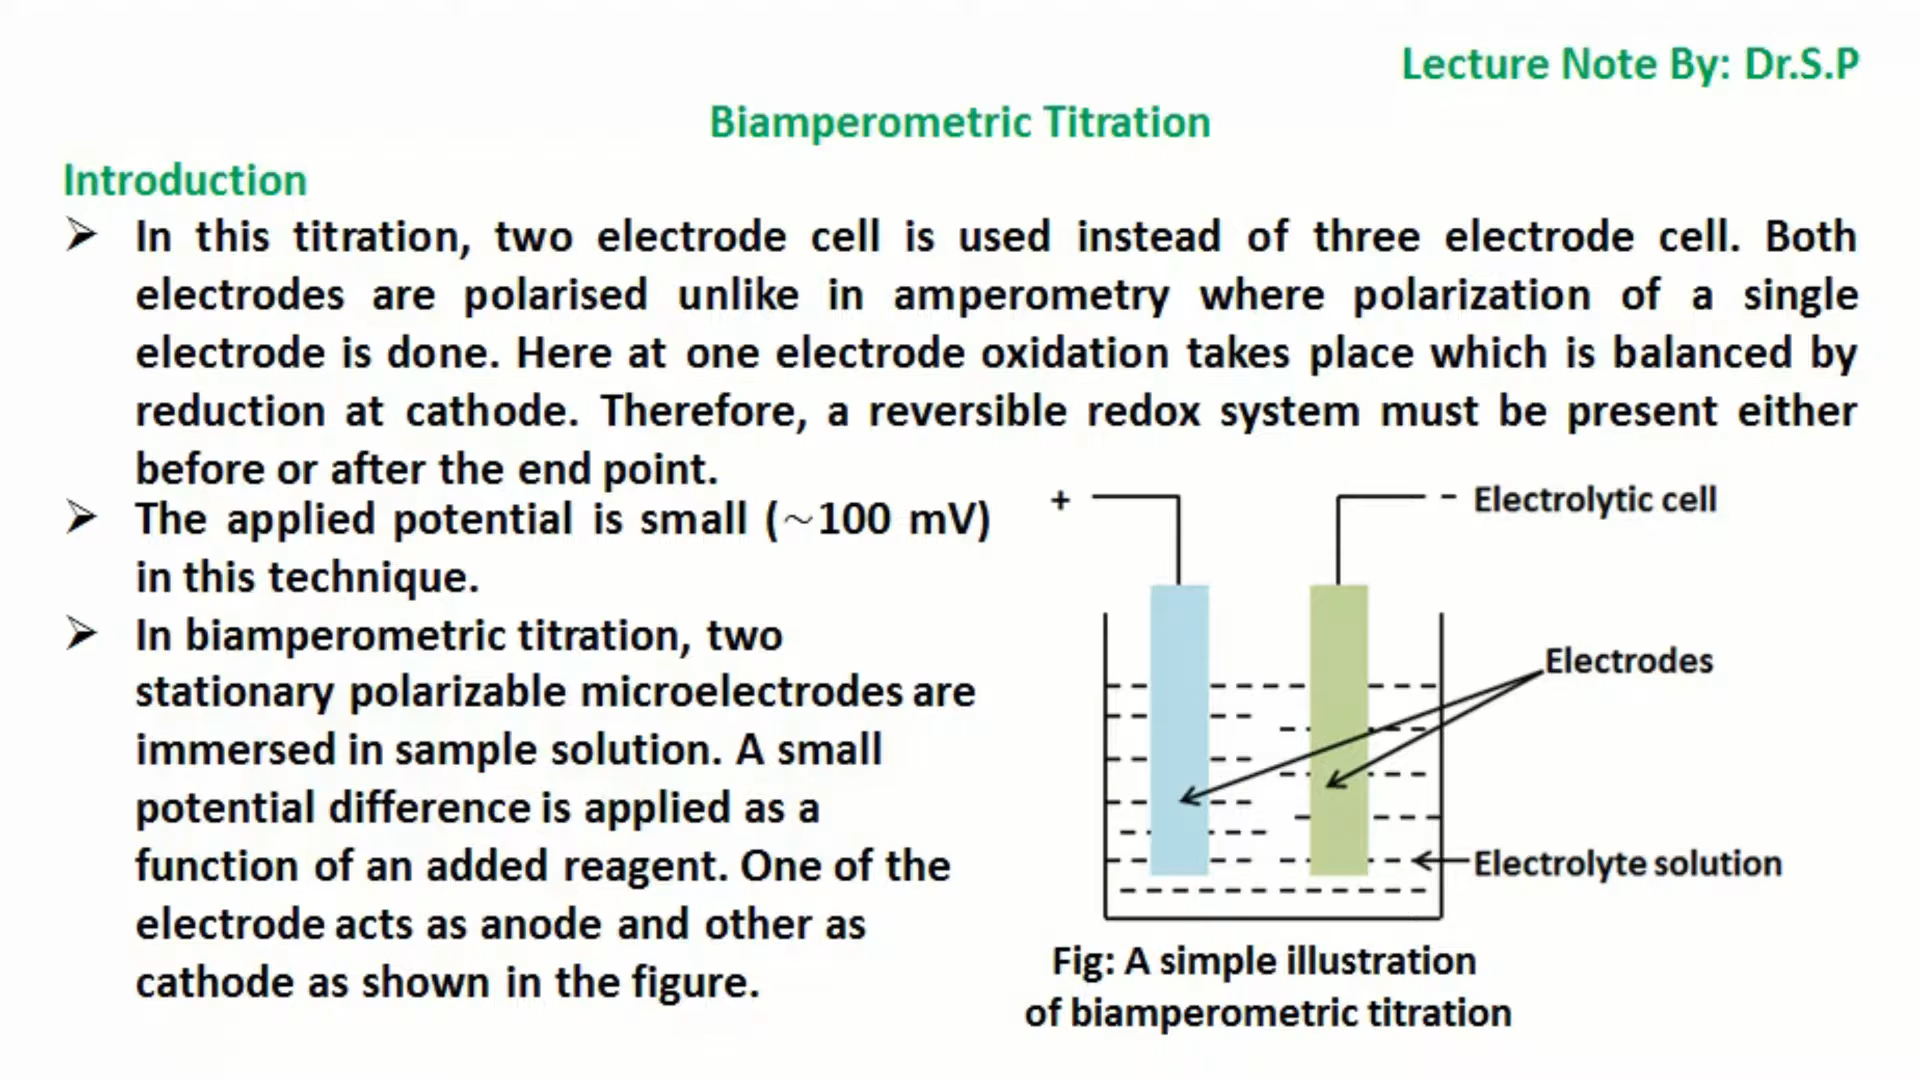 Lecture Note By: Dr.S.P
Biamperometric Titration
Introduction
➢ In this titration, two electrode cell is used instead of three electrode cell. Both
electrodes are polarised unlike in amperometry where polarization of a single
electrode is done. Here at one electrode oxidation takes place which is balanced by
reduction at cathode. Therefore, a reversible redox system must be present either
before or after the end point.
➢ The applied potential is small (~100 mV)
in this technique.
➢ In biamperometric titration, two
stationary polarizable microelectrodes are
immersed in sample solution. A small
potential difference is applied as a
function of an added reagent. One of the
electrode acts as anode and other as
cathode as shown in the figure.
+
- Electrolytic cell
Electrodes
Electrolyte solution
Fig: A simple illustration
of biamperometric titration